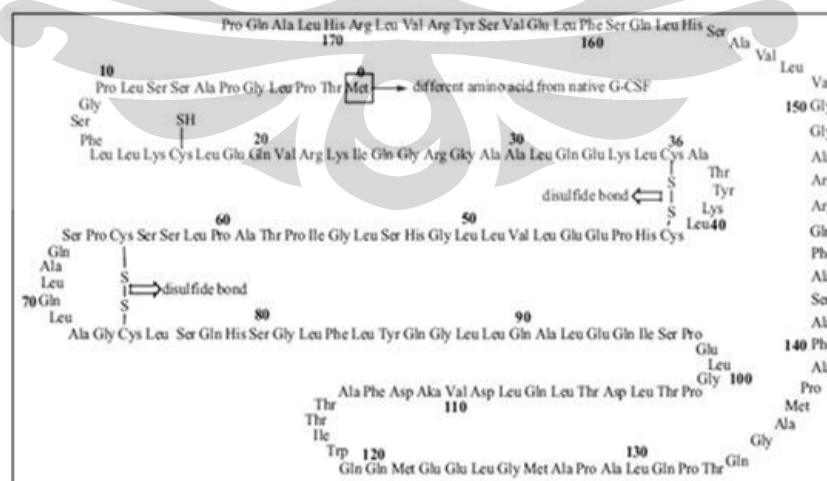 Pro Gln Ala Leu His Arg Leu Val Arg Tyr Ser Val Glu Leu Phe Ser Gln Leu His Ser
170 160
Ala
Val
Leu
10 0
Pro Leu Ser Ser Ala Pro Gly Leu Pro Thr Met different amino acid from native G-CSF
Gly
Ser
Phe
SH 20 30 36
Leu Leu Lys Cys Leu Glu Gln Val Arg Lys Ile Gln Gly Arg Gky Ala Ala Leu Gln Glu Lys Leu Cys Ala
Thr
Tyr
Lys
Leu 40
S
S
disulfide bond
60 50
Ser Pro Cys Ser Ser Leu Pro Ala Thr Pro Ile Gly Leu Ser His Gly Leu Leu Val Leu Glu Glu Pro His Cys
Gln
Ala
Leu
70 Gln
Leu
S
S
disulfide bond
80 90
Ala Gly Cys Leu Ser Gln His Ser Gly Leu Phe Leu Tyr Gln Gly Leu Leu Gln Ala Leu Glu Gln Ile Ser Pro
Glu
Leu
Gly 100
Ala Phe Asp Aka Val Asp Leu Gln Leu Thr Asp Leu Thr Pro
110
Thr
Thr
Ile
Trp
120 130
Gln Gln Met Glu Glu Leu Gly Met Ala Pro Ala Leu Gln Pro Thr Gln
Gly
Ala
Met
Pro
140
150